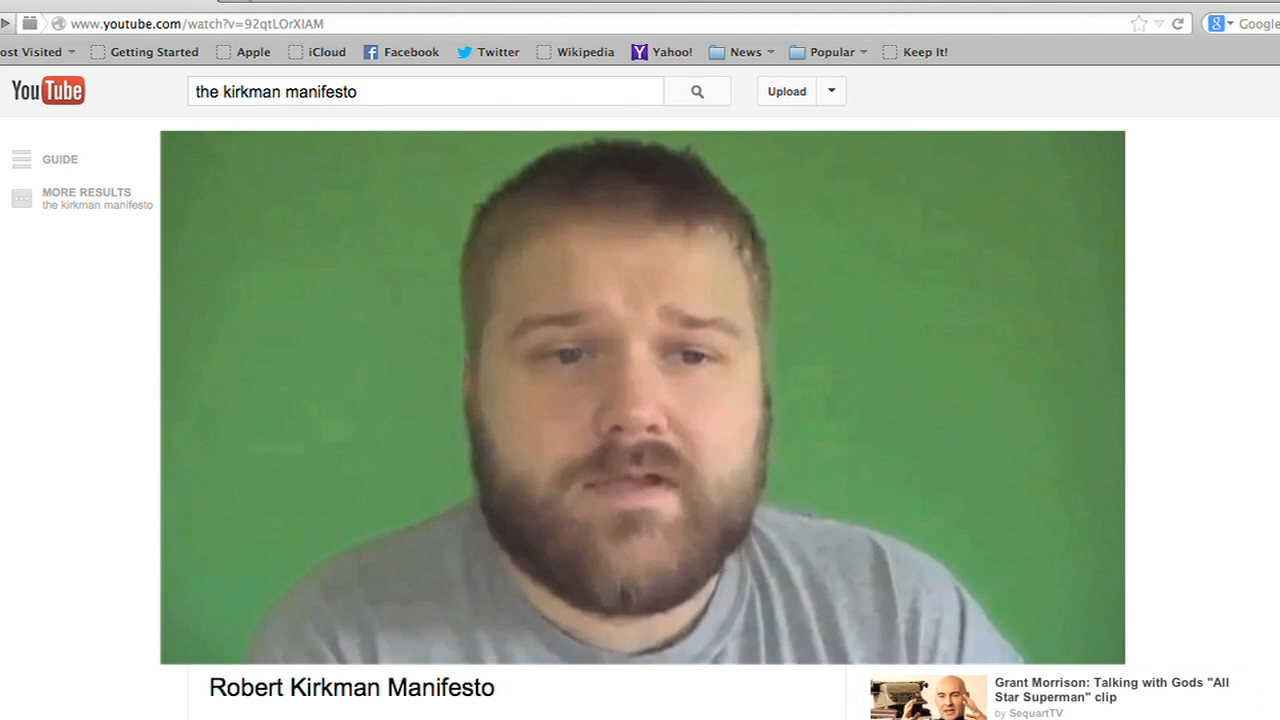 www.youtube.com/watch?v=92qtLOrXIAM
Google
ost Visited Getting Started Apple iCloud Facebook Twitter Wikipedia Yahoo! News Popular Keep It!
YouTube
the kirkman manifesto
Upload
GUIDE
MORE RESULTS
the kirkman manifesto
Robert Kirkman Manifesto
Grant Morrison: Talking with Gods "All
Star Superman" clip
by SequartTV